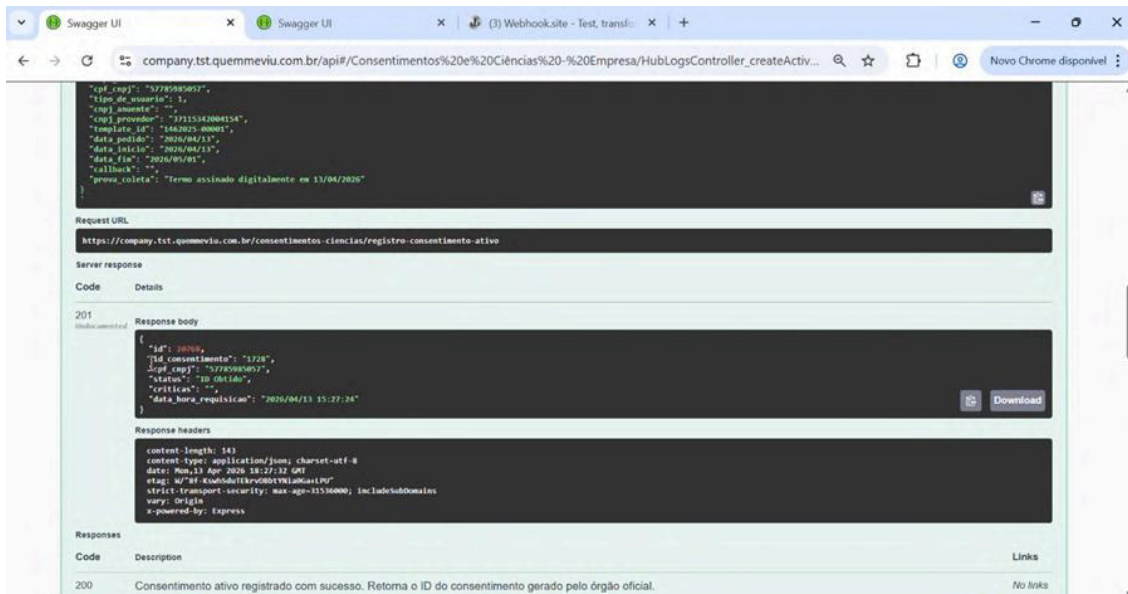 Swagger UI
Swagger UI
(3) Webhook.site - Test, transfo
company.tst.quemmeviu.com.br/api#/Consentimentos%20e%20Ciências%20-%20Empresa/HubLogsController_createActiv...
Novo Chrome disponível
"cpf_cnpj": "57785985057",
"tipo_de_usuario": 1,
"cnpj_anuente": "",
"cnpj_provedor": "37115342004154",
"template_id": "1462025-00001",
"data_pedido": "2026/04/13",
"data_inicio": "2026/04/13",
"data_fim": "2026/05/01",
"callback": "",
"prova_coleta": "Termo assinado digitalmente em 13/04/2026"
}
Request URL
https://company.tst.quemmeviu.com.br/consentimentos-ciencias/registro-consentimento-ativo
Server response
Code Details
201
Undocumented
Response body
{
"id": 20768,
"id_consentimento": "1728",
"cpf_cnpj": "57785985057",
"status": "ID Obtido",
"criticas": "",
"data_hora_requisicao": "2026/04/13 15:27:24"
}
Download
Response headers
content-length: 143
content-type: application/json; charset=utf-8
date: Mon,13 Apr 2026 18:27:32 GMT
etag:
strict-transport-security: max-age=31536000; includeSubDomains
vary: Origin
x-powered-by: Express
Responses
Code Description Links
200 Consentimento ativo registrado com sucesso. Retorna o ID do consentimento gerado pelo órgão oficial. No links